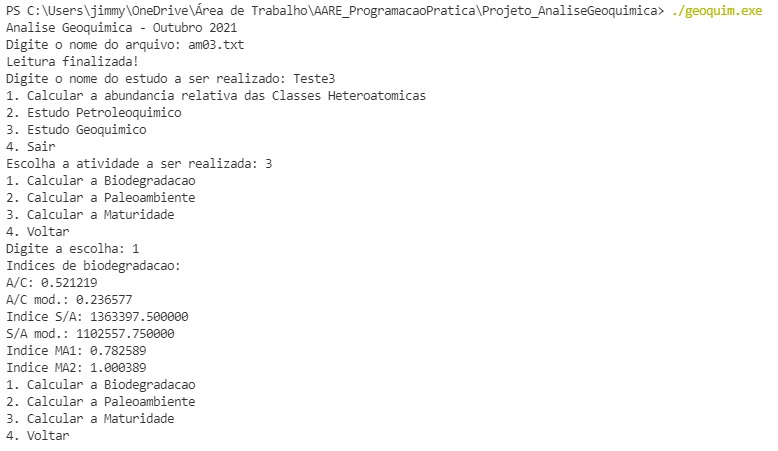 PS C:\Users\jimmy\OneDrive\Área de Trabalho\AARE_ProgramacaoPratica\Projeto_AnaliseGeoquimica> ./geoquim.exe
Analise Geoquimica - Outubro 2021
Digite o nome do arquivo: am03.txt
Leitura finalizada!
Digite o nome do estudo a ser realizado: Teste3
1. Calcular a abundancia relativa das Classes Heteroatomicas
2. Estudo Petroleoquimico
3. Estudo Geoquimico
4. Sair
Escolha a atividade a ser realizada: 3
1. Calcular a Biodegradacao
2. Calcular a Paleoambiente
3. Calcular a Maturidade
4. Voltar
Digite a escolha: 1
Indices de biodegradacao:
A/C: 0.521219
A/C mod.: 0.236577
Indice S/A: 1363397.500000
S/A mod.: 1102557.750000
Indice MA1: 0.782589
Indice MA2: 1.000389
1. Calcular a Biodegradacao
2. Calcular a Paleoambiente
3. Calcular a Maturidade
4. Voltar